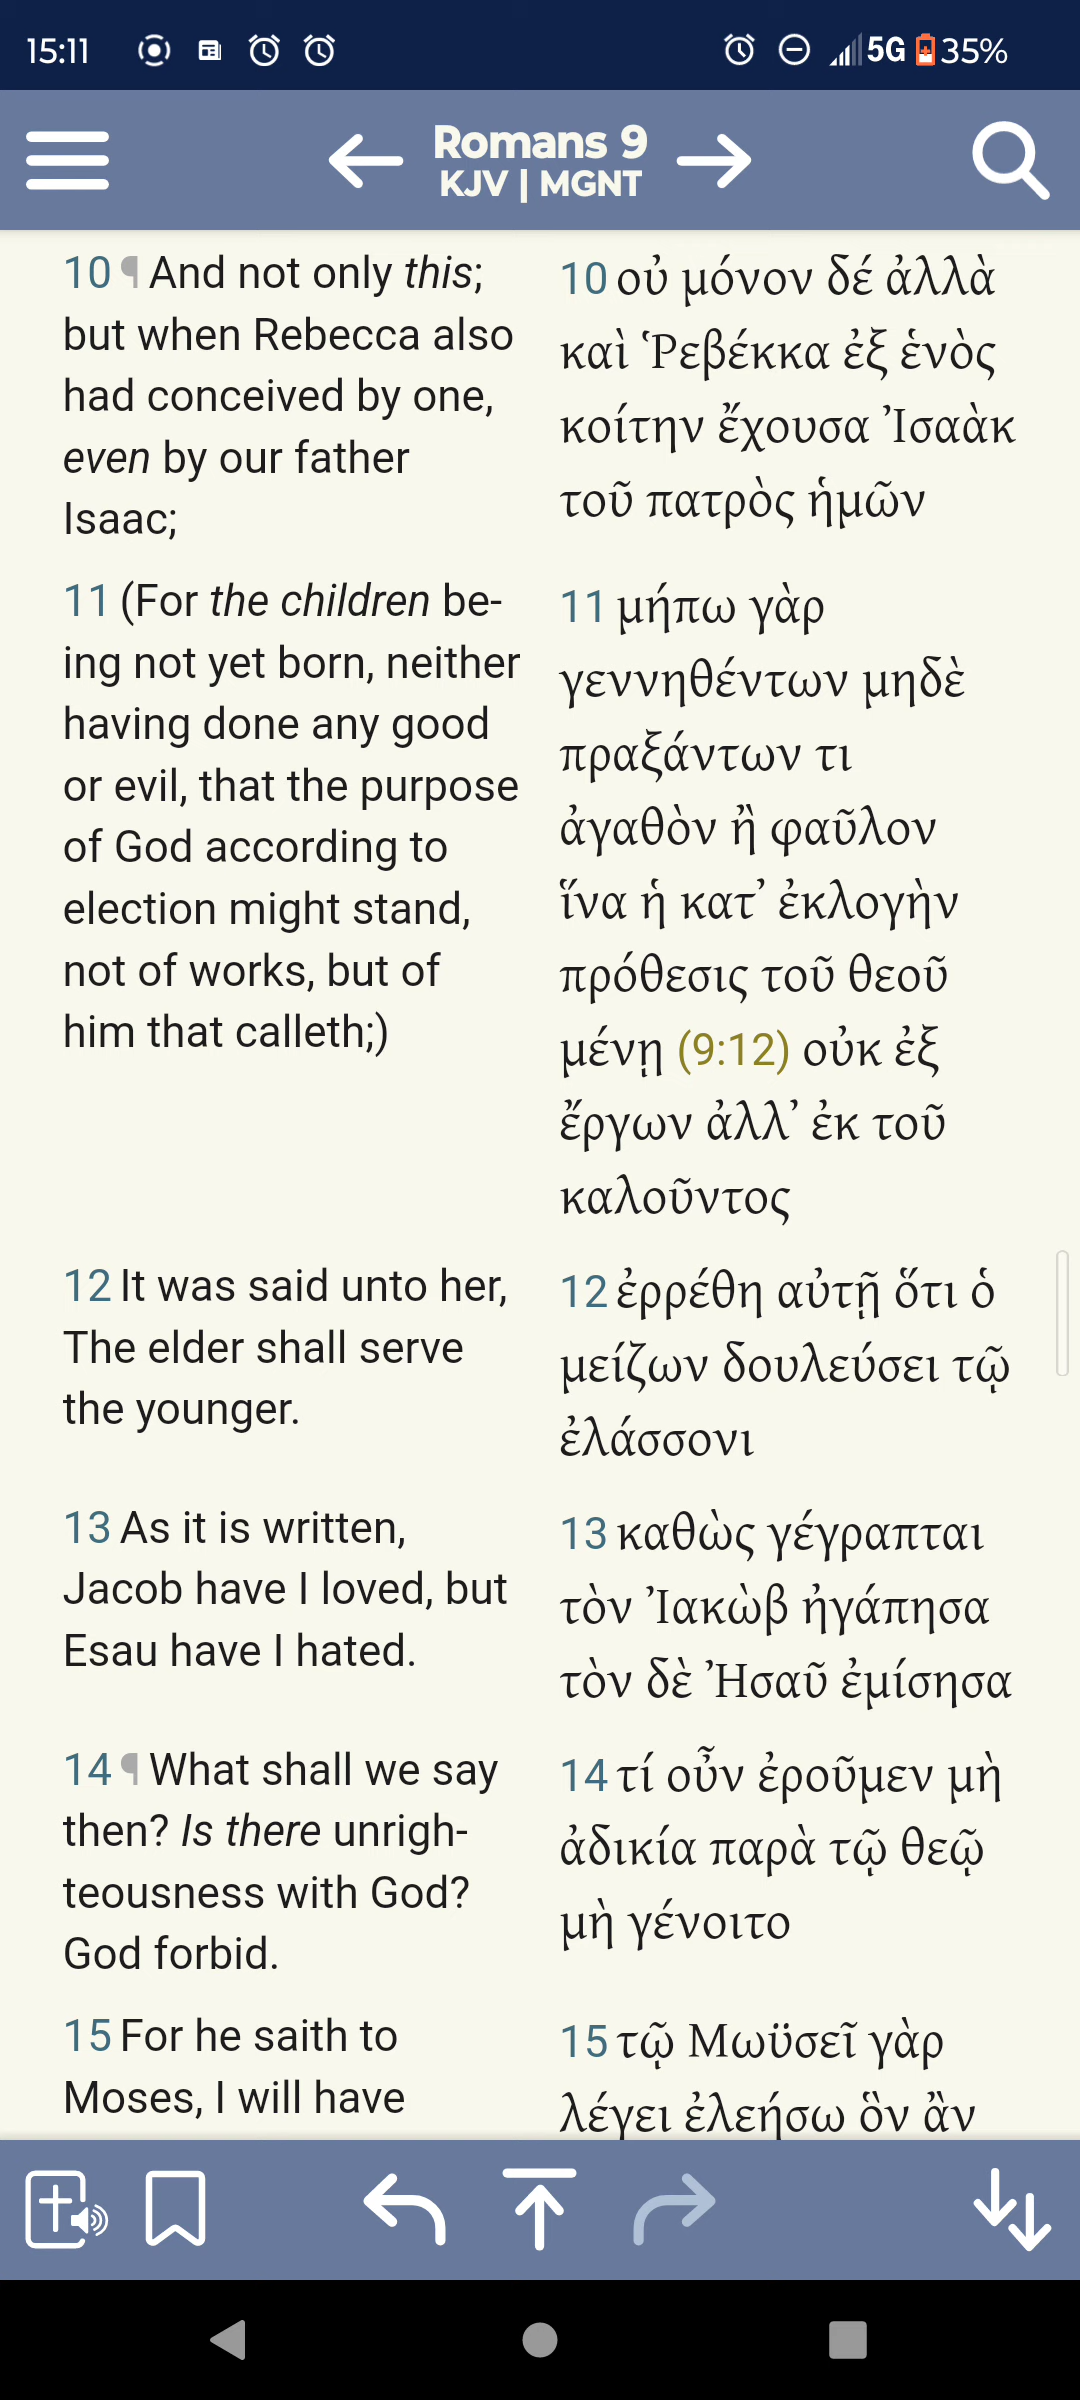 15:11
5G 35%
Romans 9
KJV | MGNT
10 ¶ And not only this;
but when Rebecca also
had conceived by one,
even by our father
Isaac;
11 (For the children be-
ing not yet born, neither
having done any good
or evil, that the purpose
of God according to
election might stand,
not of works, but of
him that calleth;)
12 It was said unto her,
The elder shall serve
the younger.
13 As it is written,
Jacob have I loved, but
Esau have I hated.
14 ¶ What shall we say
then? Is there unrigh-
teousness with God?
God forbid.
15 For he saith to
Moses, I will have
10 οὐ μόνον δέ ἀλλὰ
καὶ Ῥεβέκκα ἐξ ἑνὸς
κοίτην ἔχουσα Ἰσαὰκ
τοῦ πατρὸς ἡμῶν
11 μήπω γὰρ
γεννηθέντων μηδὲ
πραξάντων τι
ἀγαθὸν ἢ φαῦλον
ἵνα ἡ κατ’ ἐκλογὴν
πρόθεσις τοῦ θεοῦ
μένῃ (9:12) οὐκ ἐξ
ἔργων ἀλλ’ ἐκ τοῦ
καλοῦντος
12 ἐρρέθη αὐτῇ ὅτι ὁ
μείζων δουλεύσει τῷ
ἐλάσσονι
13 καθὼς γέγραπται
τὸν Ἰακὼβ ἠγάπησα
τὸν δὲ Ἠσαῦ ἐμίσησα
14 τί οὖν ἐροῦμεν μὴ
ἀδικία παρὰ τῷ θεῷ
μὴ γένοιτο
15 τῷ Μωϋσεῖ γὰρ
λέγει ἐλεήσω ὃν ἂν